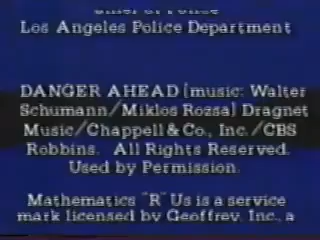 Los Angeles Police Department
DANGER AHEAD (music: Walter
Schumann/Miklos Rozsa) Dragnet
Music/Chappell & Co., Inc./CBS
Robbins. All Rights Reserved.
Used by Permission.
Mathematics "R" Us is a service
mark licensed by Geoffrey, Inc., a